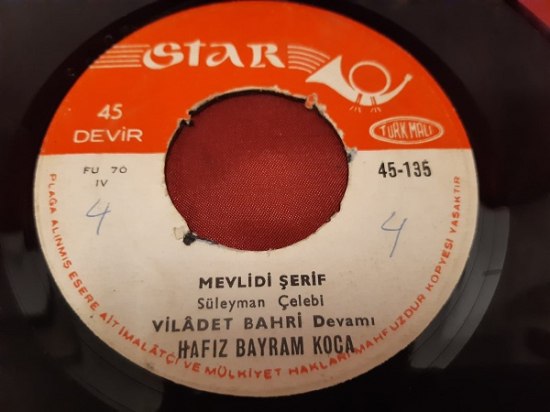 STAR
45
DEVİR
TÜRK MALI
FU 70
IV
45-135
4
4
MEVLİDİ ŞERİF
Süleyman Çelebi
VİLÂDET BAHRİ Devamı
HAFIZ BAYRAM KOCA
PLAĞA ALINMIŞ ESERE AİT İMALÂTÇI VE MÜLKİYET HAKLARI MAHFUZDUR KOPYESİ YASAKTIR